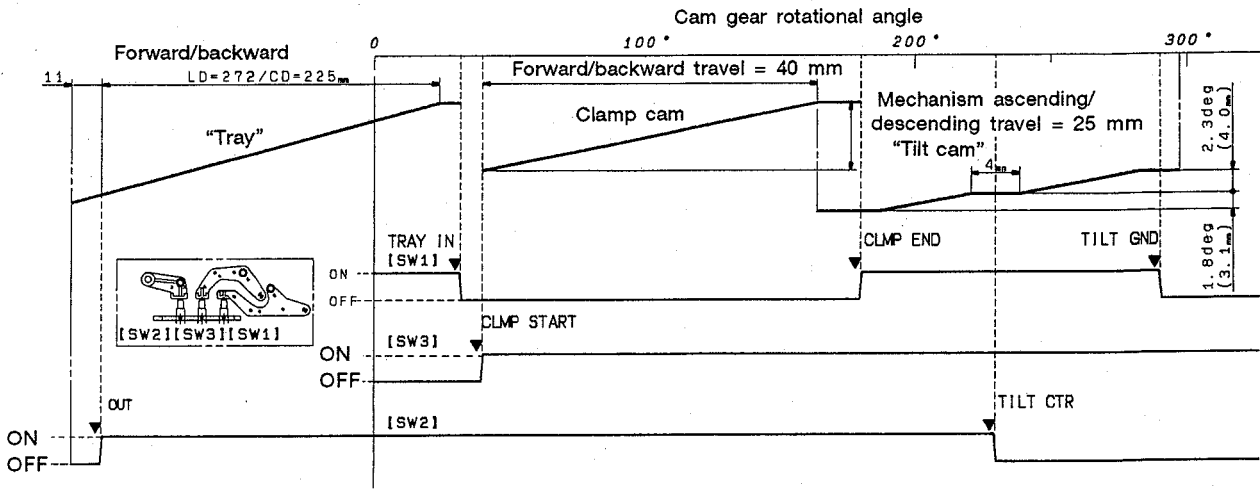 Cam gear rotational angle
0 100° 200° 300°
Forward/backward
11 LD=272/CD=225mm
Forward/backward travel = 40 mm
"Tray"
Clamp cam
Mechanism ascending/
descending travel = 25 mm
"Tilt cam"
4mm
2.3deg
(4.0mm)
1.8deg
(3.1mm)
TRAY IN
[SW1]
CLMP END
TILT GND
ON
OFF
[SW2][SW3][SW1]
CLMP START
[SW3]
ON
OFF
OUT
[SW2]
TILT CTR
ON
OFF